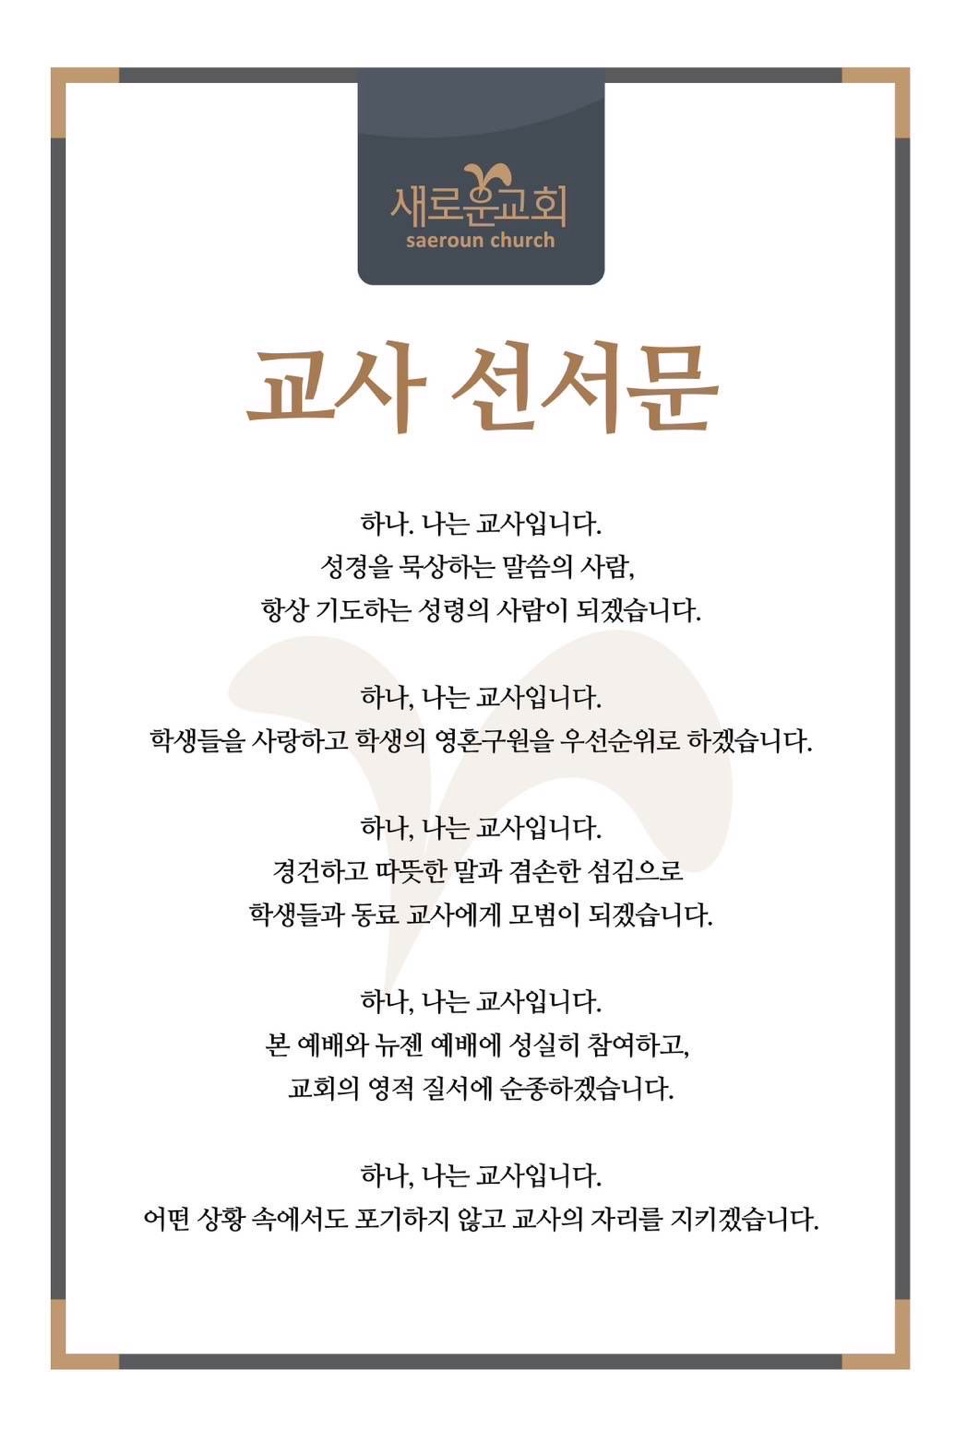 새로운교회
saeroun church
교사 선서문
하나. 나는 교사입니다.
성경을 묵상하는 말씀의 사람,
항상 기도하는 성령의 사람이 되겠습니다.
하나, 나는 교사입니다.
학생들을 사랑하고 학생의 영혼구원을 우선순위로 하겠습니다.
하나, 나는 교사입니다.
경건하고 따뜻한 말과 겸손한 섬김으로
학생들과 동료 교사에게 모범이 되겠습니다.
하나, 나는 교사입니다.
본 예배와 뉴젠 예배에 성실히 참여하고,
교회의 영적 질서에 순종하겠습니다.
하나, 나는 교사입니다.
어떤 상황 속에서도 포기하지 않고 교사의 자리를 지키겠습니다.